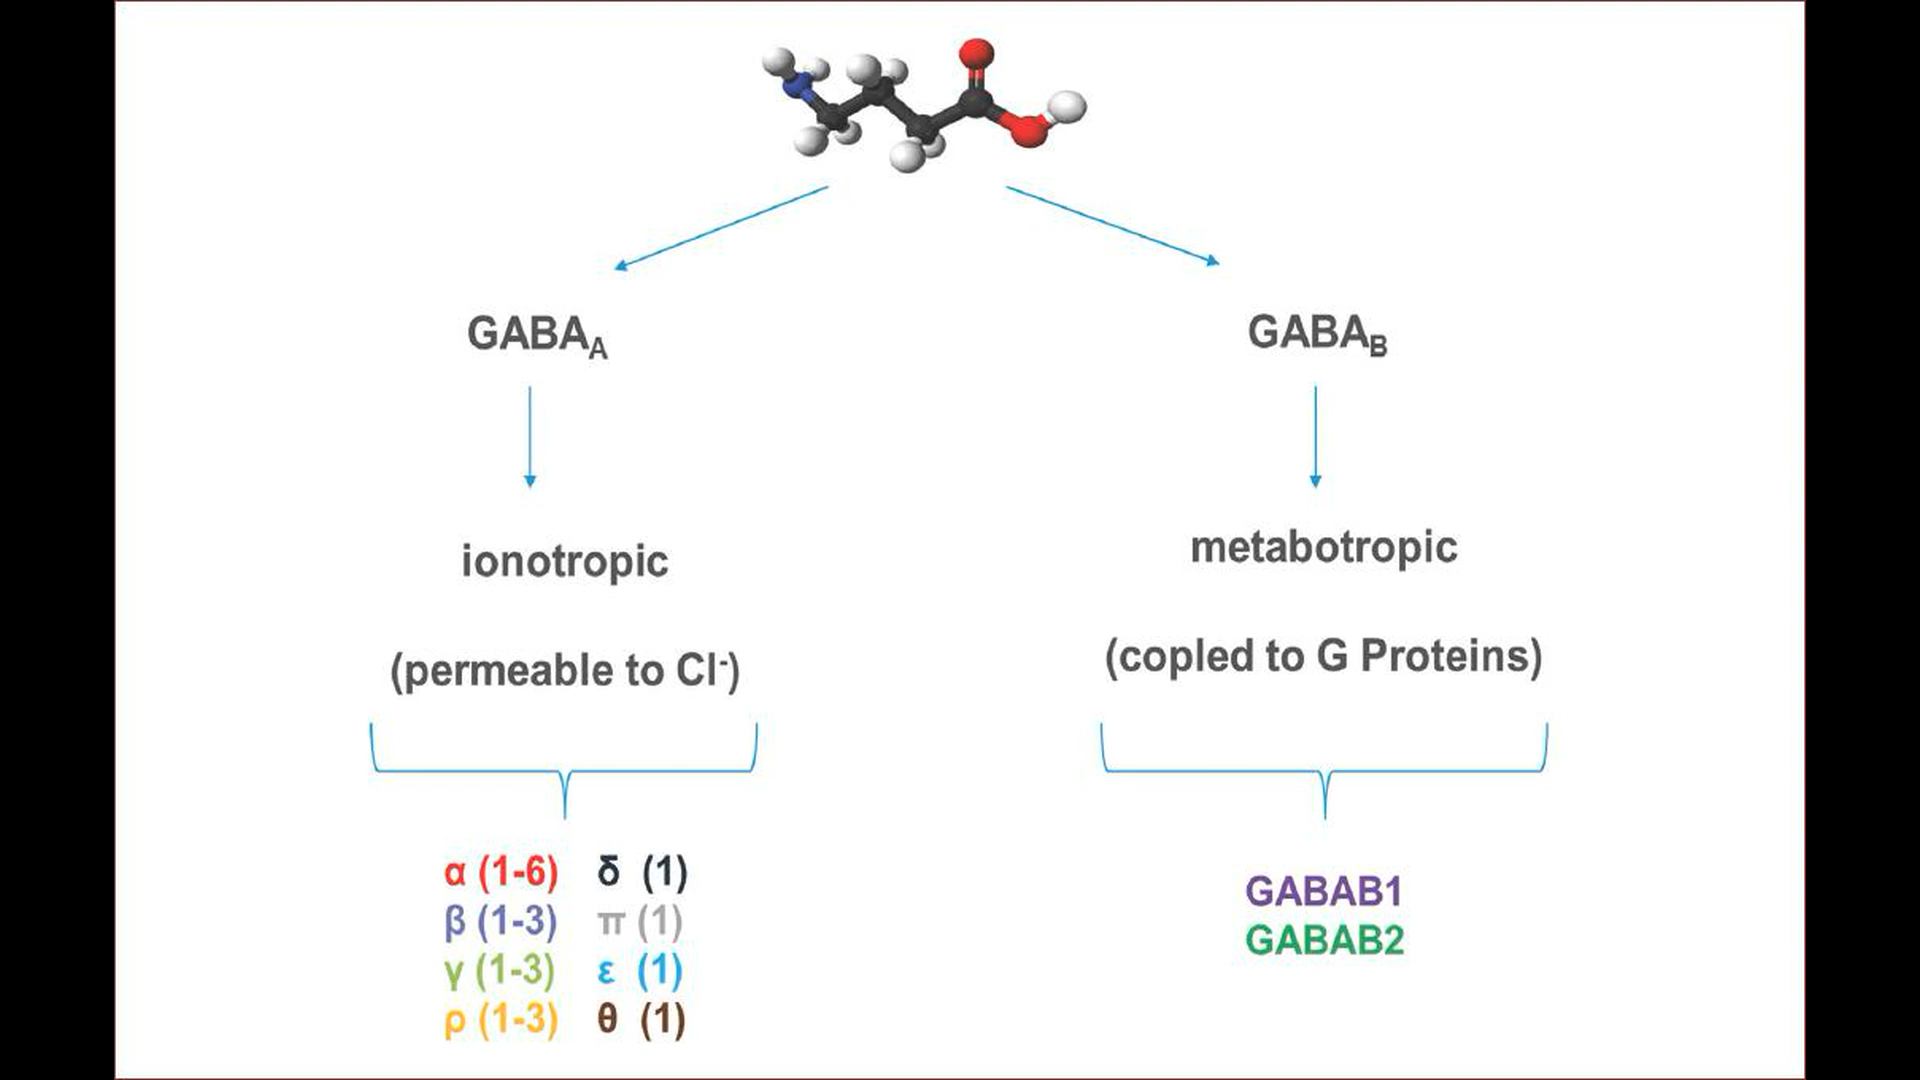 GABAA
ionotropic
(permeable to Cl-)
α (1-6) δ (1)
β (1-3) π (1)
γ (1-3) ε (1)
ρ (1-3) θ (1)
GABAB
metabotropic
(copled to G Proteins)
GABAB1
GABAB2